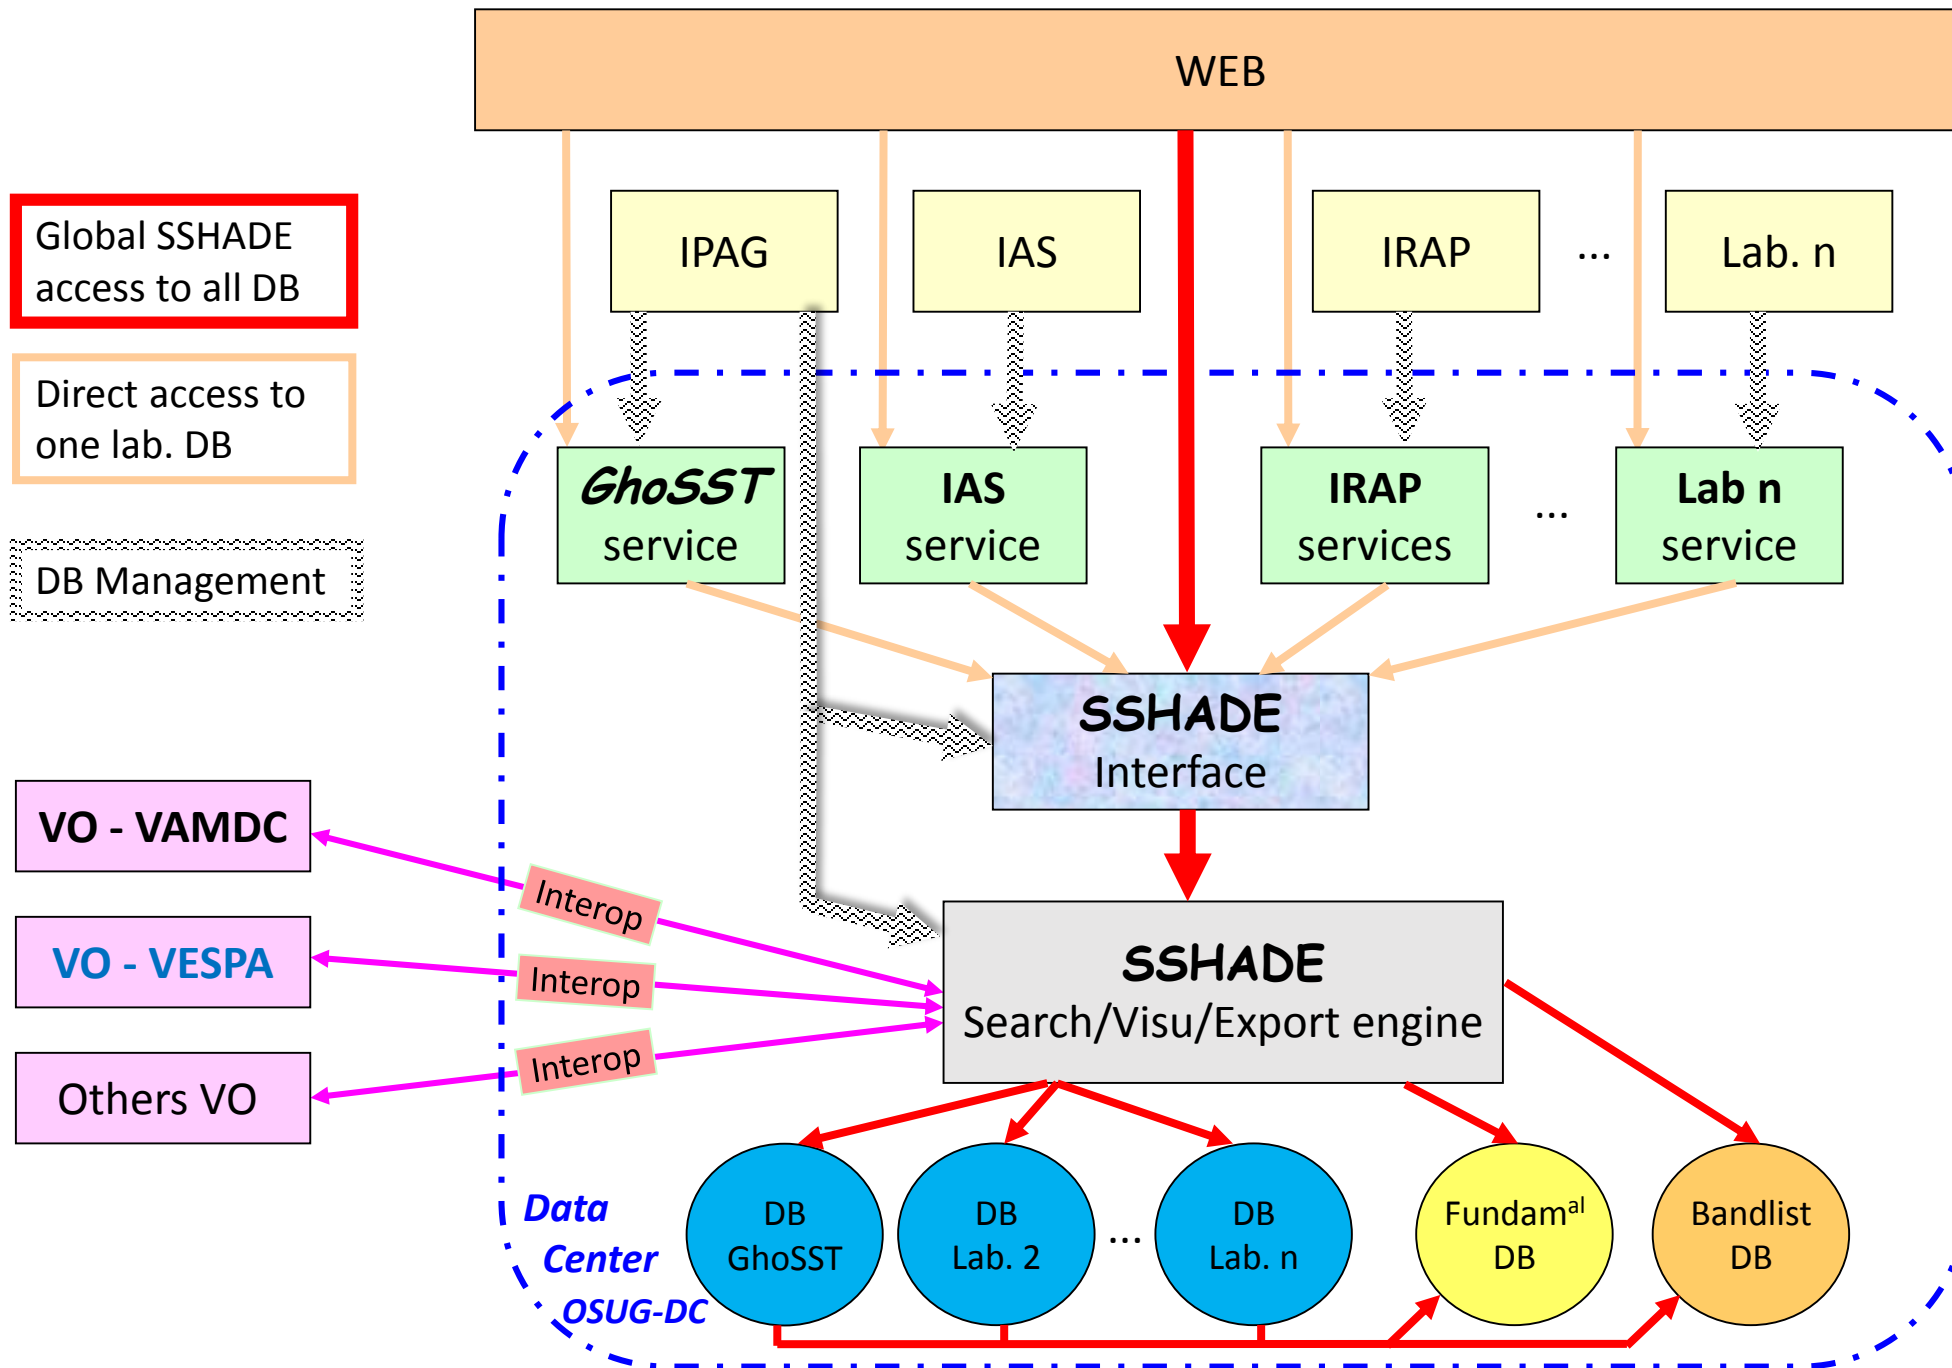 WEB
Global SSHADE
access to all DB
IPAG
IAS
IRAP
...
Lab. n
Direct access to
one lab. DB
GhoSST
service
IAS
service
IRAP
services
...
Lab n
service
DB Management
SSHADE
Interface
VO - VAMDC
Interop
VO - VESPA
Interop
SSHADE
Search/Visu/Export engine
Others VO
Interop
Data
Center
OSUG-DC
DB
GhoSST
DB
Lab. 2
...
DB
Lab. n
Fundamᵃˡ
DB
Bandlist
DB